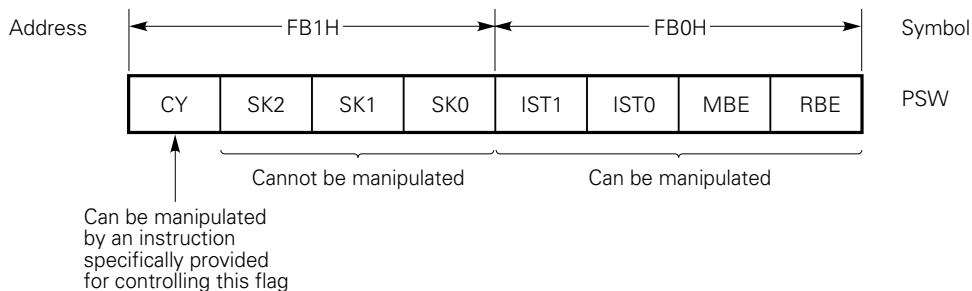 Address FB1H FB0H Symbol
CY SK2 SK1 SK0 IST1 IST0 MBE RBE PSW
Cannot be manipulated Can be manipulated
Can be manipulated
by an instruction
specifically provided
for controlling this flag